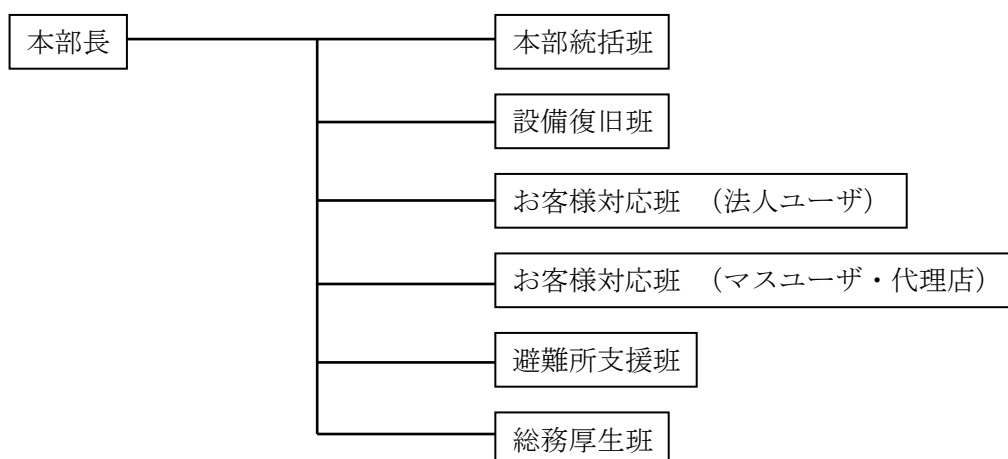 本部長
本部統括班
設備復旧班
お客様対応班　（法人ユーザ）
お客様対応班　（マスユーザ・代理店）
避難所支援班
総務厚生班